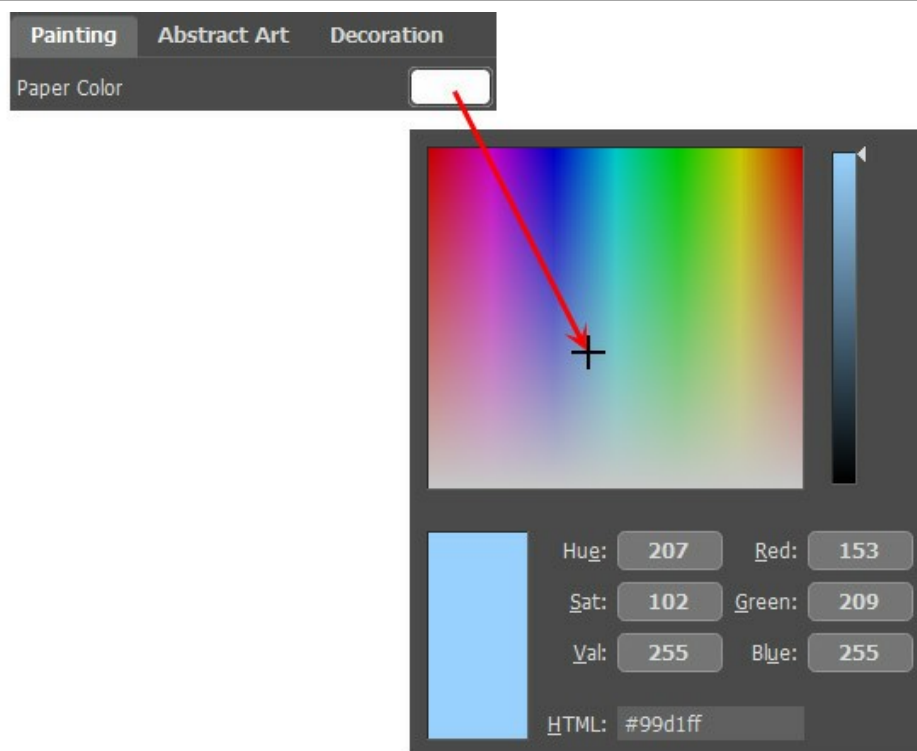 Painting Abstract Art Decoration
Paper Color
Hue: 207 Red: 153
Sat: 102 Green: 209
Val: 255 Blue: 255
HTML: #99d1ff